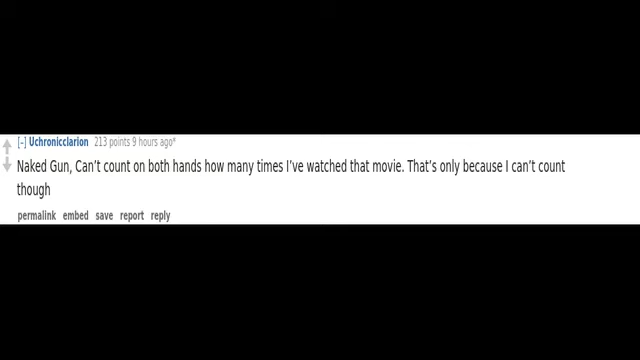 [-] Uchronicclarion 213 points 9 hours ago*
Naked Gun, Can't count on both hands how many times I've watched that movie. That's only because I can't count
though
permalink embed save report reply